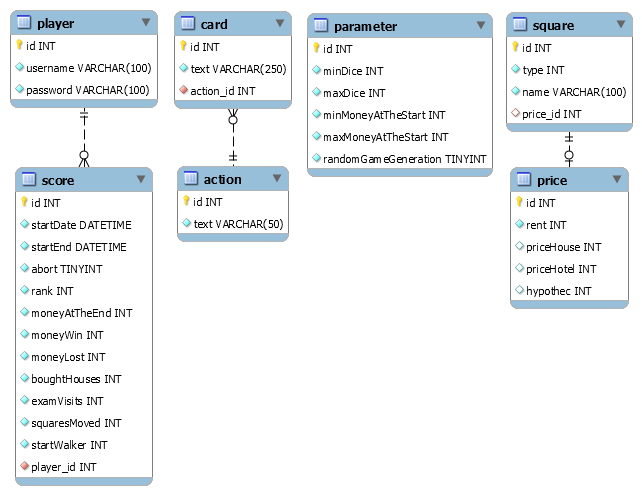 player
id INT
username VARCHAR(100)
password VARCHAR(100)
score
id INT
startDate DATETIME
startEnd DATETIME
abort TINYINT
rank INT
moneyAtTheEnd INT
moneyWin INT
moneyLost INT
boughtHouses INT
examVisits INT
squaresMoved INT
startWalker INT
player_id INT
card
id INT
text VARCHAR(250)
action_id INT
action
id INT
text VARCHAR(50)
parameter
id INT
minDice INT
maxDice INT
minMoneyAtTheStart INT
maxMoneyAtTheStart INT
randomGameGeneration TINYINT
square
id INT
type INT
name VARCHAR(100)
price_id INT
price
id INT
rent INT
priceHouse INT
priceHotel INT
hypothec INT